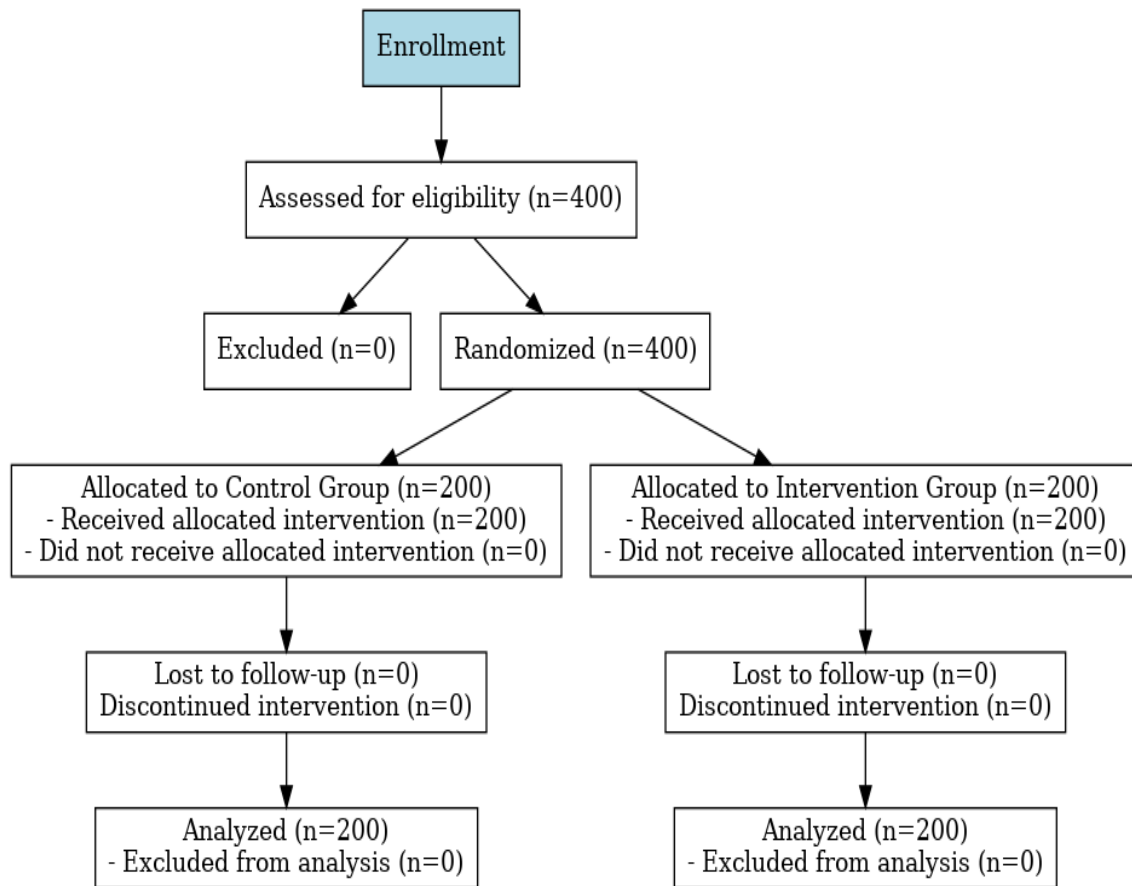 Enrollment
Assessed for eligibility (n=400)
Excluded (n=0)
Randomized (n=400)
Allocated to Control Group (n=200)
- Received allocated intervention (n=200)
- Did not receive allocated intervention (n=0)
Allocated to Intervention Group (n=200)
- Received allocated intervention (n=200)
- Did not receive allocated intervention (n=0)
Lost to follow-up (n=0)
Discontinued intervention (n=0)
Lost to follow-up (n=0)
Discontinued intervention (n=0)
Analyzed (n=200)
- Excluded from analysis (n=0)
Analyzed (n=200)
- Excluded from analysis (n=0)